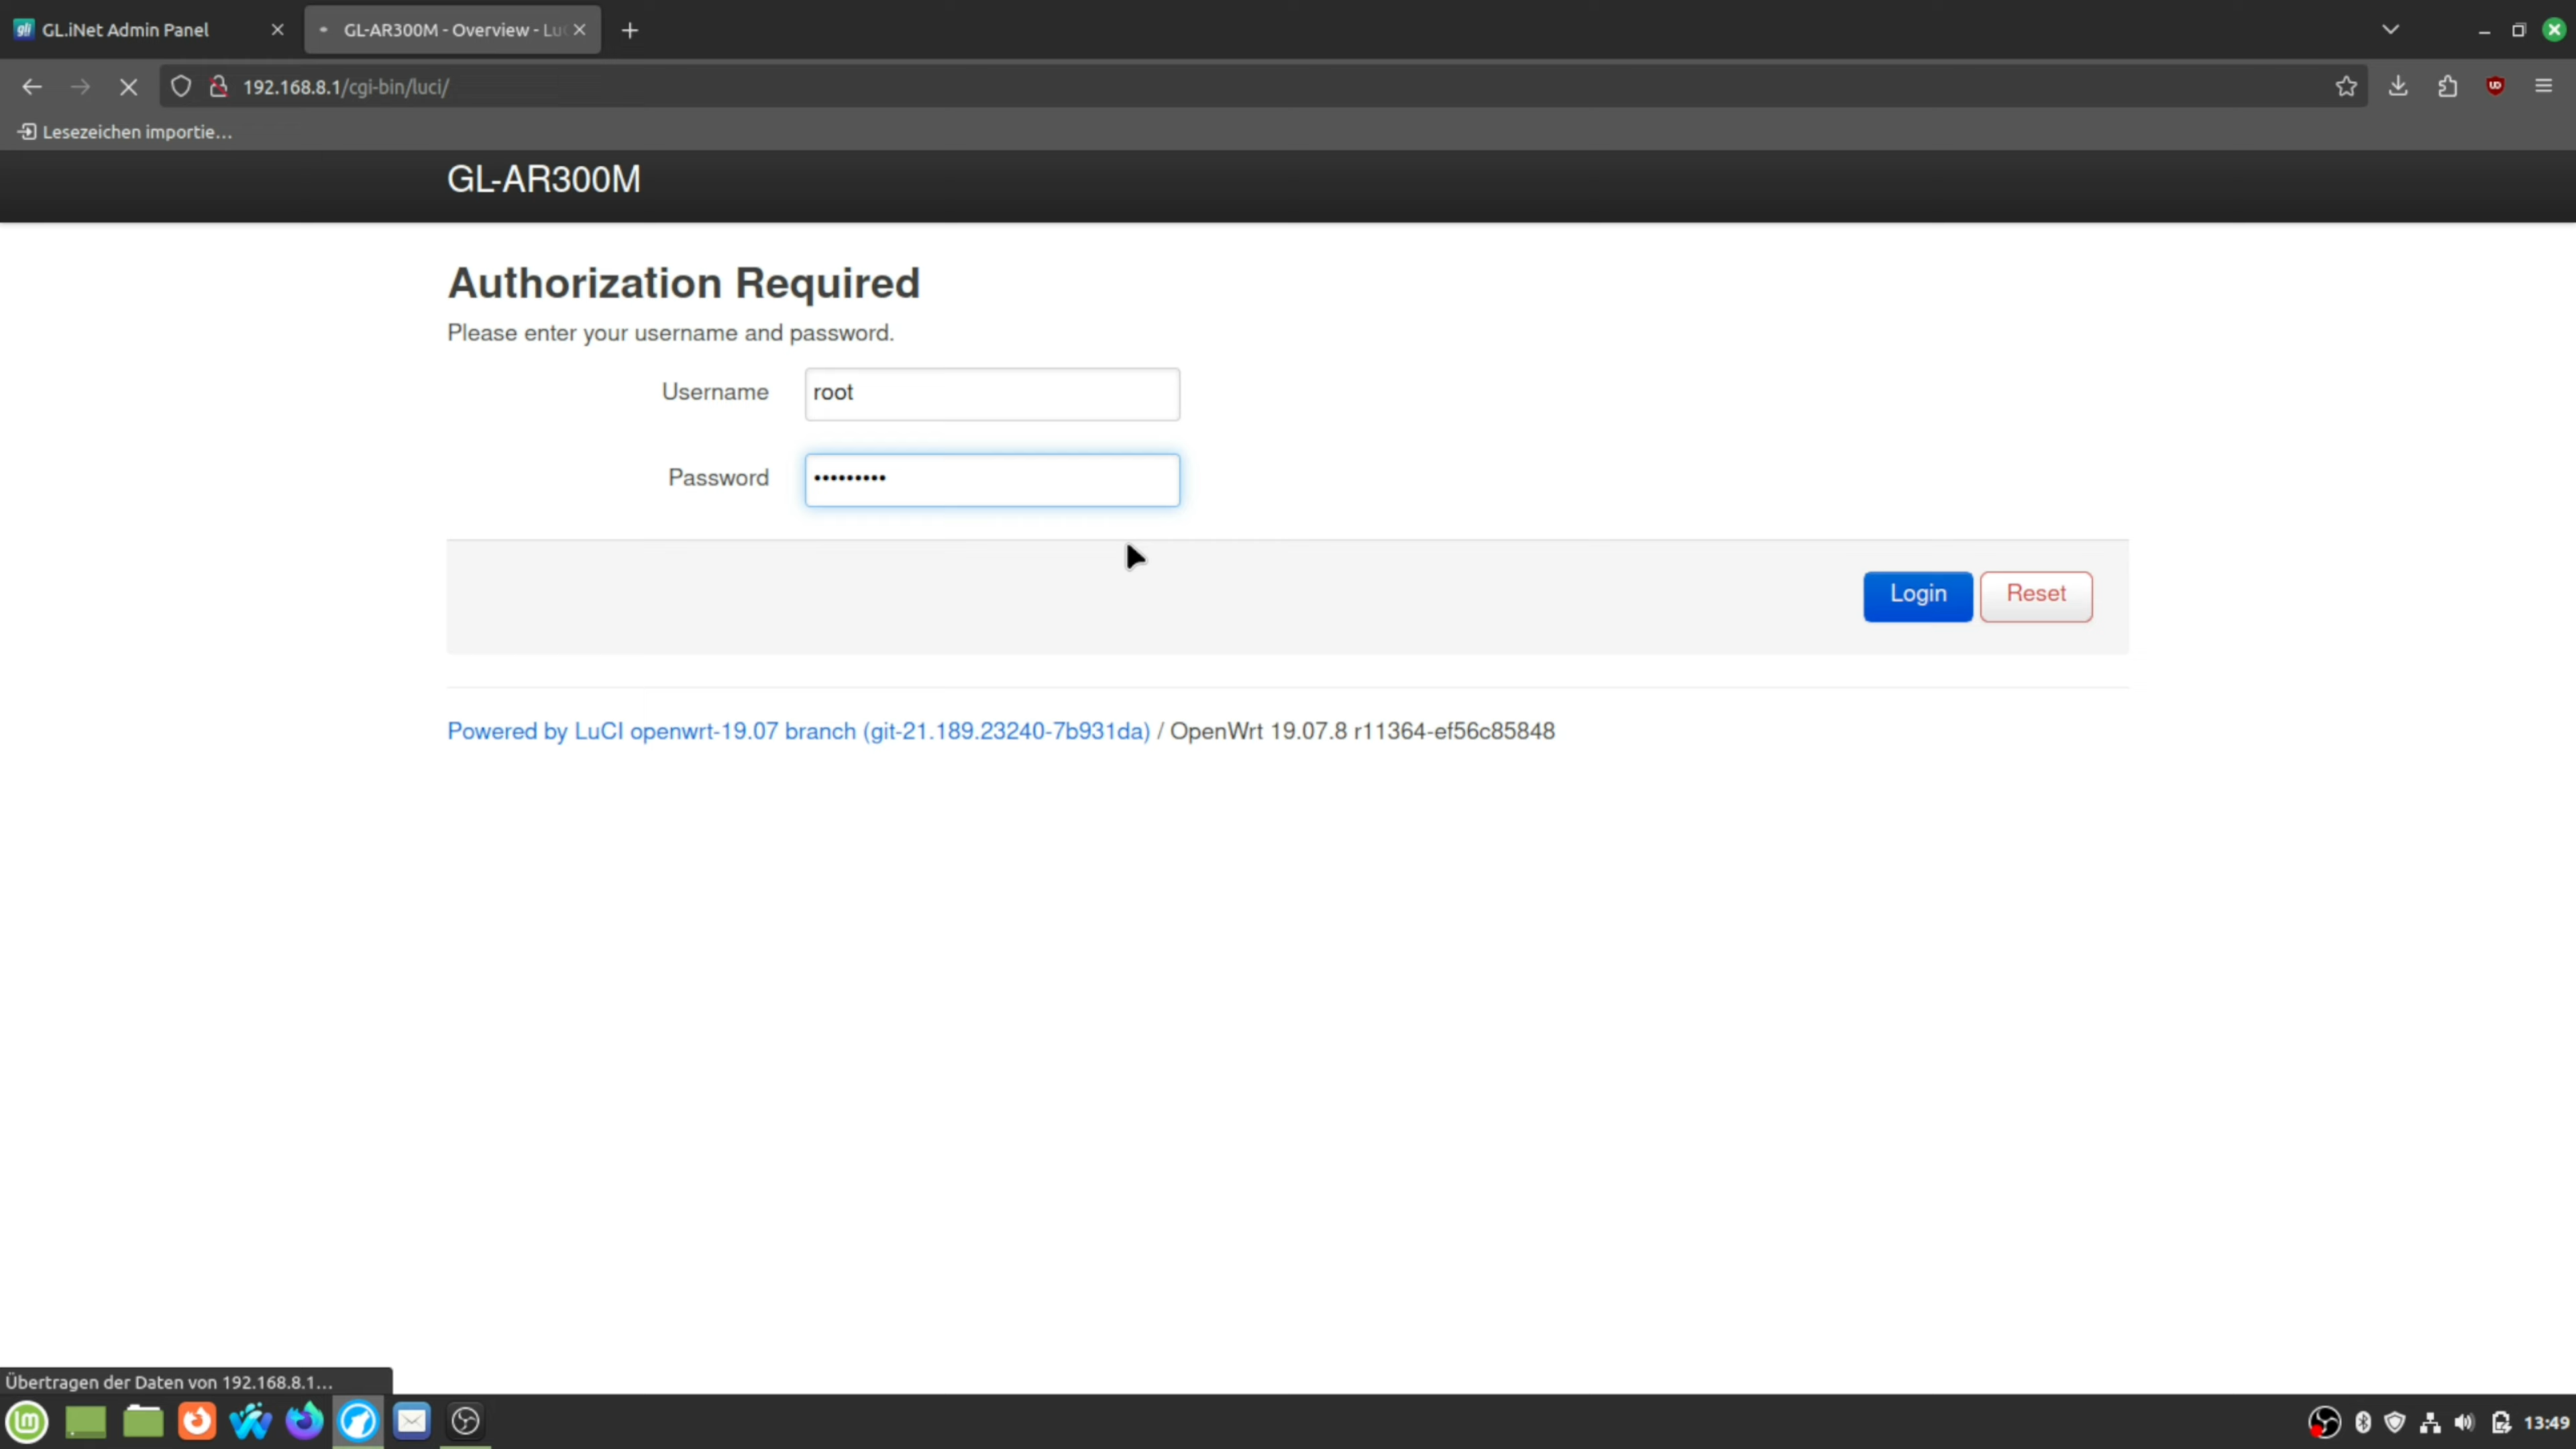 GL.iNet Admin Panel
GL-AR300M - Overview - Lu
192.168.8.1/cgi-bin/luci/
Lesezeichen importie...
GL-AR300M
Authorization Required
Please enter your username and password.
Username root
Password •••••••••
Login Reset
Powered by LuCI openwrt-19.07 branch (git-21.189.23240-7b931da) / OpenWrt 19.07.8 r11364-ef56c85848
Übertragen der Daten von 192.168.8.1...
13:49